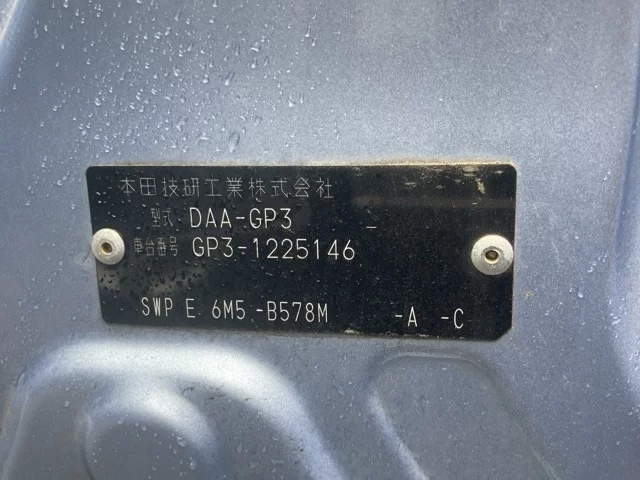 本田技研工業株式会社
型式 DAA-GP3 _
車台番号 GP3-1225146
SWP E 6M5 -B578M -A -C